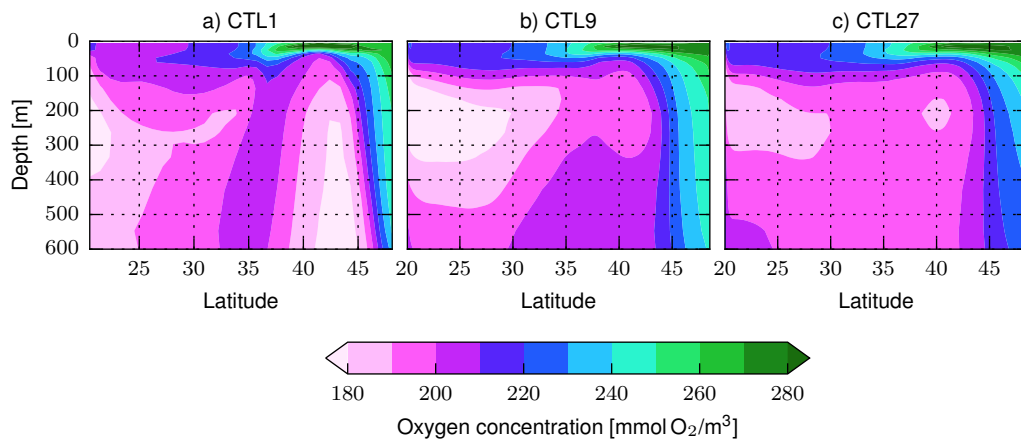 a) CTL1 b) CTL9 c) CTL27
0
100
200
300
400
500
600
Depth [m]
25 30 35 40 45 20 25 30 35 40 45 20 25 30 35 40 45
Latitude Latitude Latitude
180 200 220 240 260 280
Oxygen concentration [mmol O₂/m³]